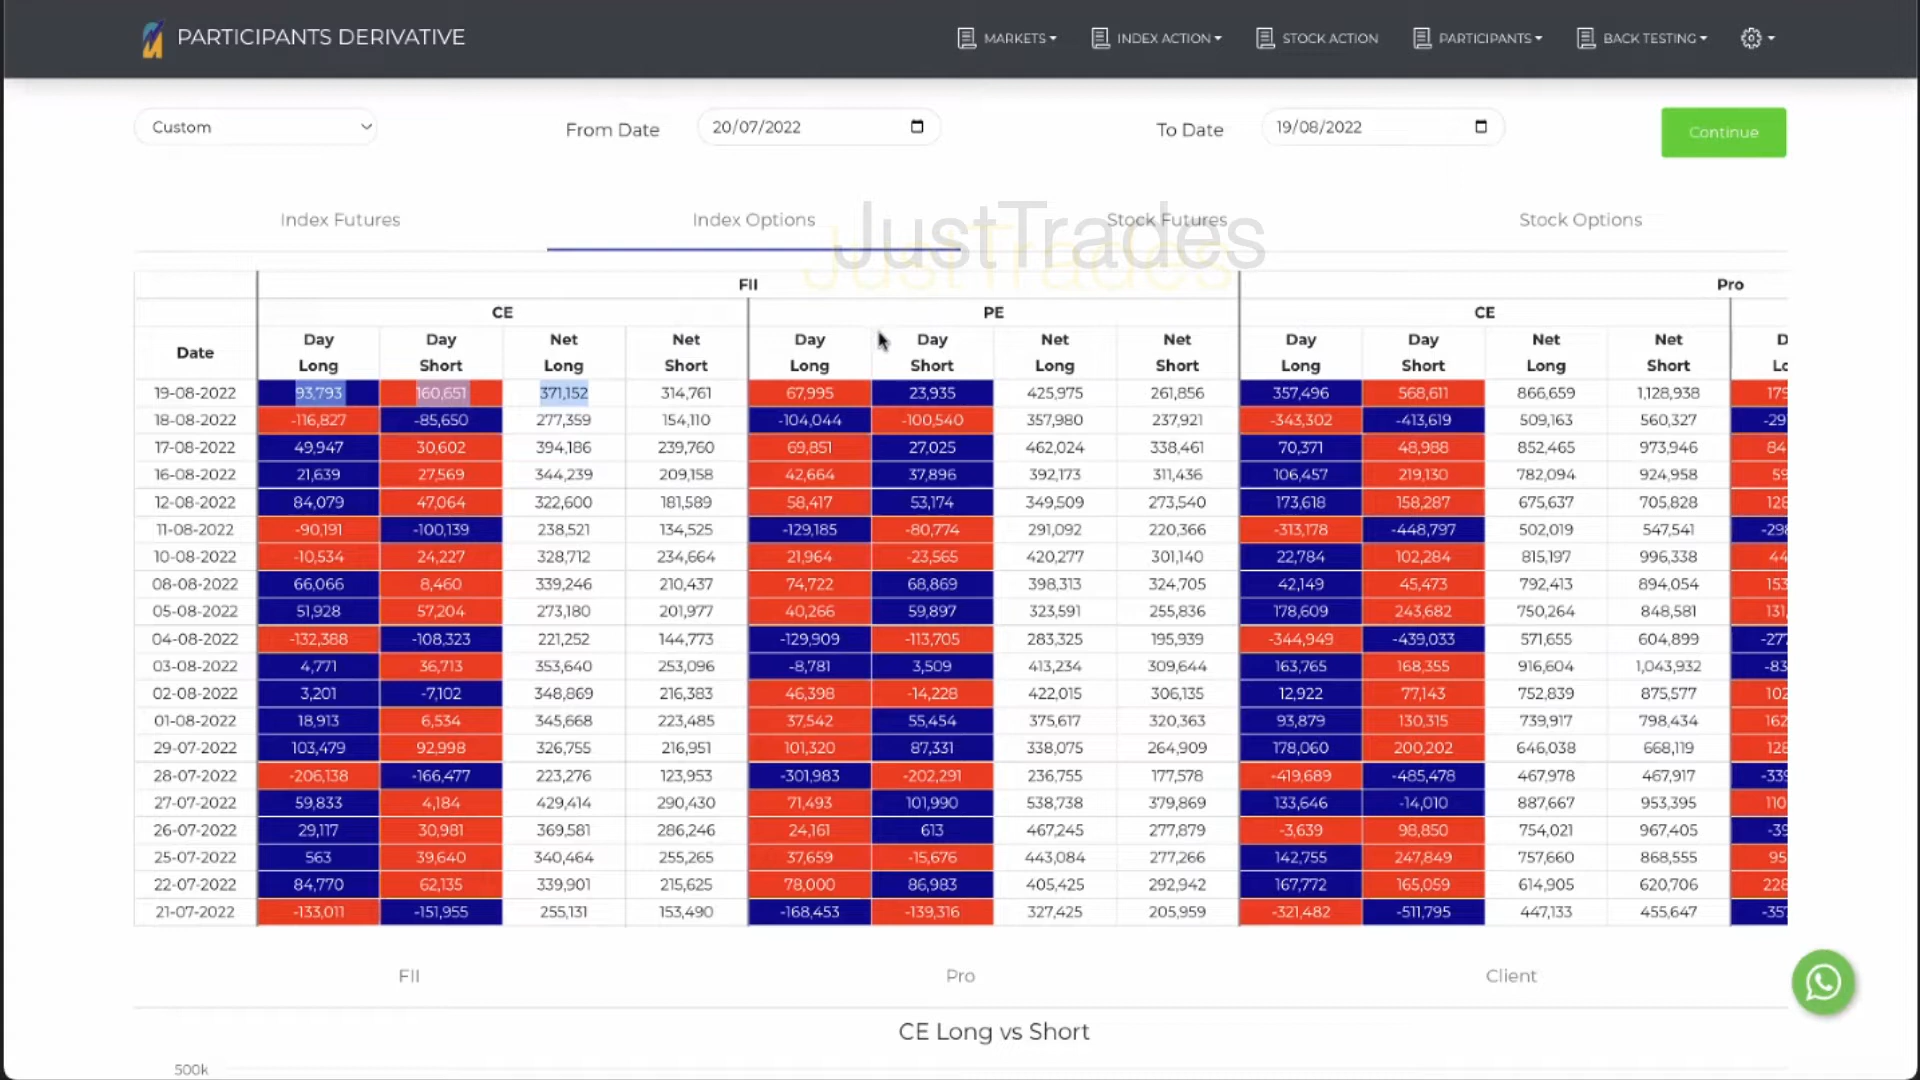 PARTICIPANTS DERIVATIVE MARKETS INDEX ACTION STOCK ACTION PARTICIPANTS BACK TESTING
Custom From Date 20/07/2022 To Date 19/08/2022 Continue
Index Futures Index Options Stock Futures Stock Options
JustTrades
JustTrades
FII Pro
CE PE CE
Date Day Long Day Short Net Long Net Short Day Long Day Short Net Long Net Short Day Long Day Short Net Long Net Short D Lo
19-08-2022 93,793 160,651 371,152 314,761 67,995 23,935 425,975 261,856 357,496 568,611 866,659 1,128,938 179
18-08-2022 -116,827 -85,650 277,359 154,110 -104,044 -100,540 357,980 237,921 -343,302 -413,619 509,163 560,327 -29
17-08-2022 49,947 30,602 394,186 239,760 69,851 27,025 462,024 338,461 70,371 48,988 852,465 973,946 84
16-08-2022 21,639 27,569 344,239 209,158 42,664 37,896 392,173 311,436 106,457 219,130 782,094 924,958 59
12-08-2022 84,079 47,064 322,600 181,589 58,417 53,174 349,509 273,540 173,618 158,287 675,637 705,828 128
11-08-2022 -90,191 -100,139 238,521 134,525 -129,185 -80,774 291,092 220,366 -313,178 -448,797 502,019 547,541 -298
10-08-2022 -10,534 24,227 328,712 234,664 21,964 -23,565 420,277 301,140 22,784 102,284 815,197 996,338 44
08-08-2022 66,066 8,460 339,246 210,437 74,722 68,869 398,313 324,705 42,149 45,473 792,413 894,054 153
05-08-2022 51,928 57,204 273,180 201,977 40,266 59,897 323,591 255,836 178,609 243,682 750,264 848,581 131,
04-08-2022 -132,388 -108,323 221,252 144,773 -129,909 -113,705 283,325 195,939 -344,949 -439,033 571,655 604,899 -277
03-08-2022 4,771 36,713 353,640 253,096 -8,781 3,509 413,234 309,644 163,765 168,355 916,604 1,043,932 -83
02-08-2022 3,201 -7,102 348,869 216,383 46,398 -14,228 422,015 306,135 12,922 77,143 752,839 875,577 102
01-08-2022 18,913 6,534 345,668 223,485 37,542 55,454 375,617 320,363 93,879 130,315 739,917 798,434 162
29-07-2022 103,479 92,998 326,755 216,951 101,320 87,331 338,075 264,909 178,060 200,202 646,038 668,119 128
28-07-2022 -206,138 -166,477 223,276 123,953 -301,983 -202,291 236,755 177,578 -419,689 -485,478 467,978 467,917 -339
27-07-2022 59,833 4,184 429,414 290,430 71,493 101,990 538,738 379,869 133,646 -14,010 887,667 953,395 110
26-07-2022 29,117 30,981 369,581 286,246 24,161 613 467,245 277,879 -3,639 98,850 754,021 967,405 -39
25-07-2022 563 39,640 340,464 255,265 37,659 -15,676 443,084 277,266 142,755 247,849 757,660 868,555 95
22-07-2022 84,770 62,135 339,901 215,625 78,000 86,983 405,425 292,942 167,772 165,059 614,905 620,706 228
21-07-2022 -133,011 -151,955 255,131 153,490 -168,453 -139,316 327,425 205,959 -321,482 -511,795 447,133 455,647 -357
FII Pro Client
CE Long vs Short
500k